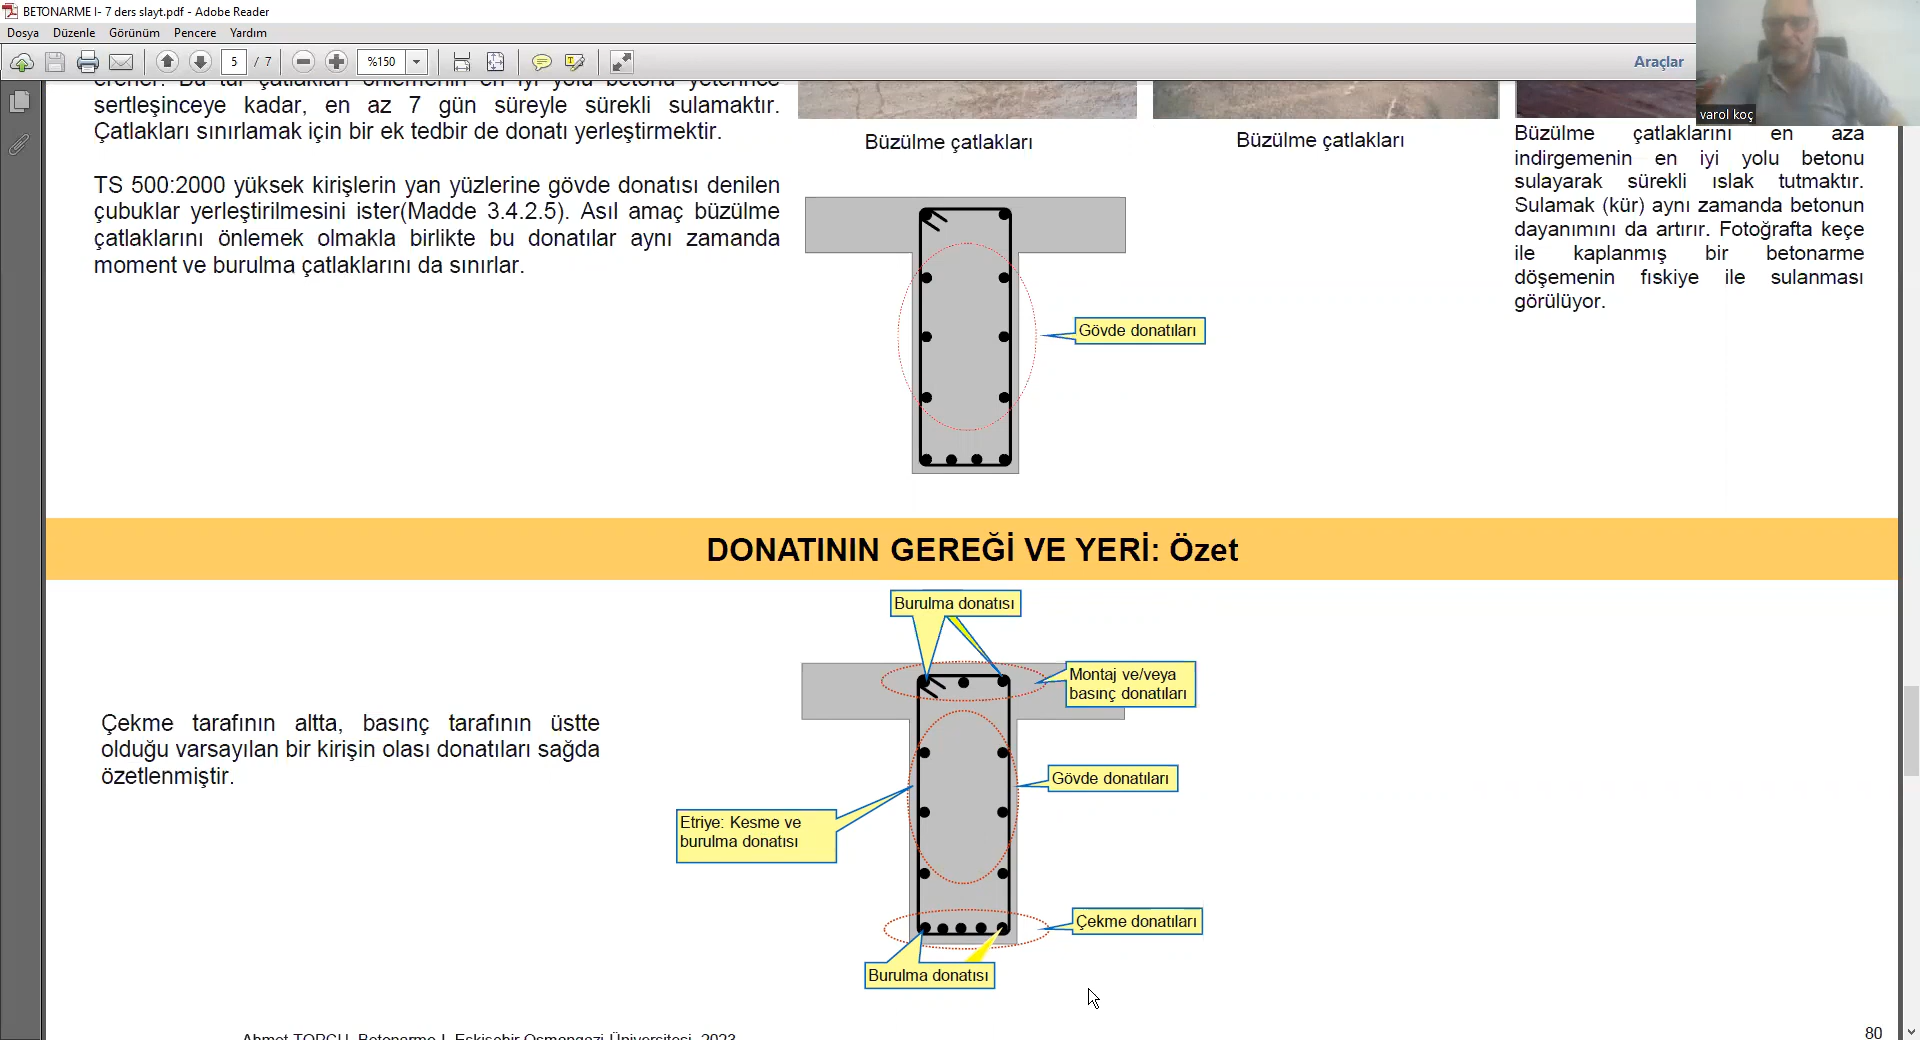 BETONARME I- 7 ders slayt.pdf - Adobe Reader
Dosya Düzenle Görünüm Pencere Yardım
5 / 7 %150 Araçlar
varol koç
sertleşinceye kadar, en az 7 gün süreyle sürekli sulamaktır.
Çatlakları sınırlamak için bir ek tedbir de donatı yerleştirmektir.
TS 500:2000 yüksek kirişlerin yan yüzlerine gövde donatısı denilen
çubuklar yerleştirilmesini ister(Madde 3.4.2.5). Asıl amaç büzülme
çatlaklarını önlemek olmakla birlikte bu donatılar aynı zamanda
moment ve burulma çatlaklarını da sınırlar.
Büzülme çatlakları
Büzülme çatlakları
Büzülme çatlaklarını en aza
indirgemenin en iyi yolu betonu
sulayarak sürekli ıslak tutmaktır.
Sulamak (kür) aynı zamanda betonun
dayanımını da artırır. Fotoğrafta keçe
ile kaplanmış bir betonarme
döşemenin fıskiye ile sulanması
görülüyor.
Gövde donatıları
DONATININ GEREĞİ VE YERİ: Özet
Burulma donatısı
Montaj ve/veya
basınç donatıları
Çekme tarafının altta, basınç tarafının üstte
olduğu varsayılan bir kirişin olası donatıları sağda
özetlenmiştir.
Gövde donatıları
Etriye: Kesme ve
burulma donatısı
Çekme donatıları
Burulma donatısı
Ahmet TOPÇU, Betonarme I, Eskişehir Osmangazi Üniversitesi, 2023
80